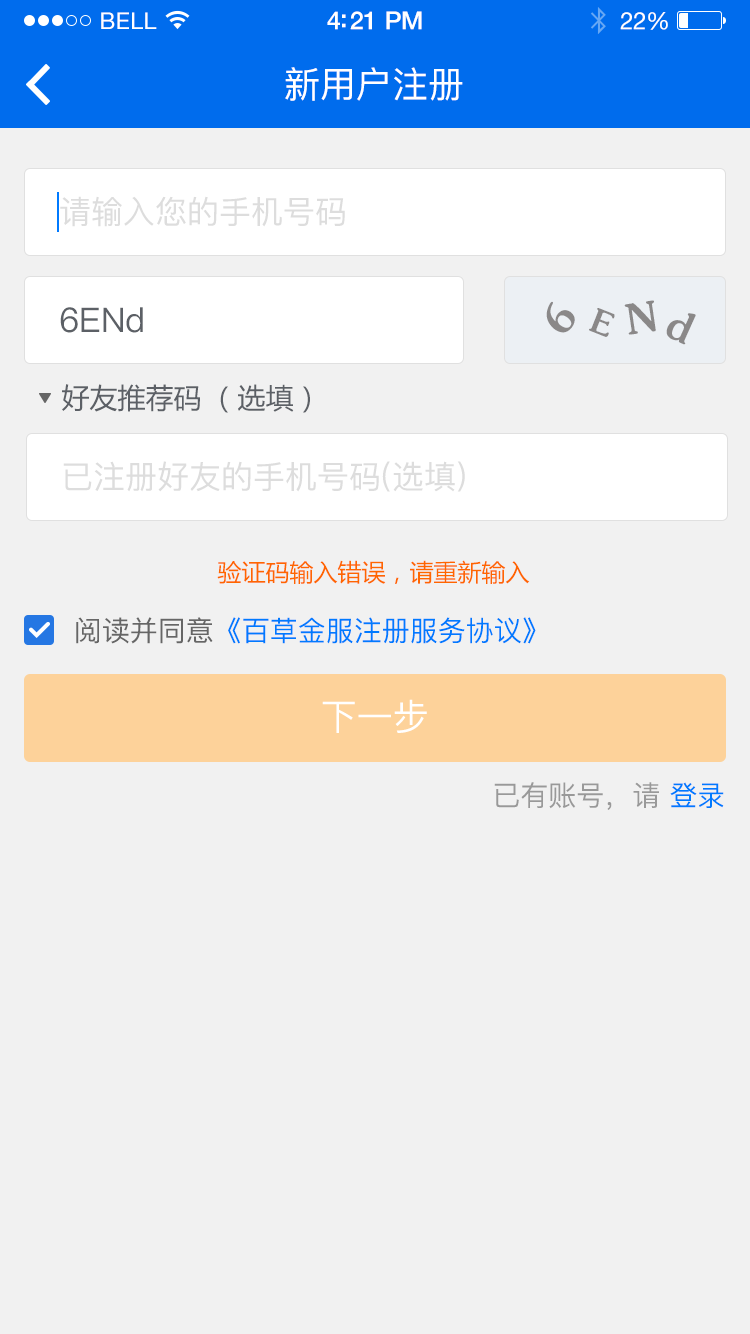 BELL 4:21 PM 22%
新用户注册
请输入您的手机号码
6ENd 6ENd
好友推荐码（选填）
已注册好友的手机号码(选填)
验证码输入错误，请重新输入
阅读并同意《百草金服注册服务协议》
下一步
已有账号，请 登录